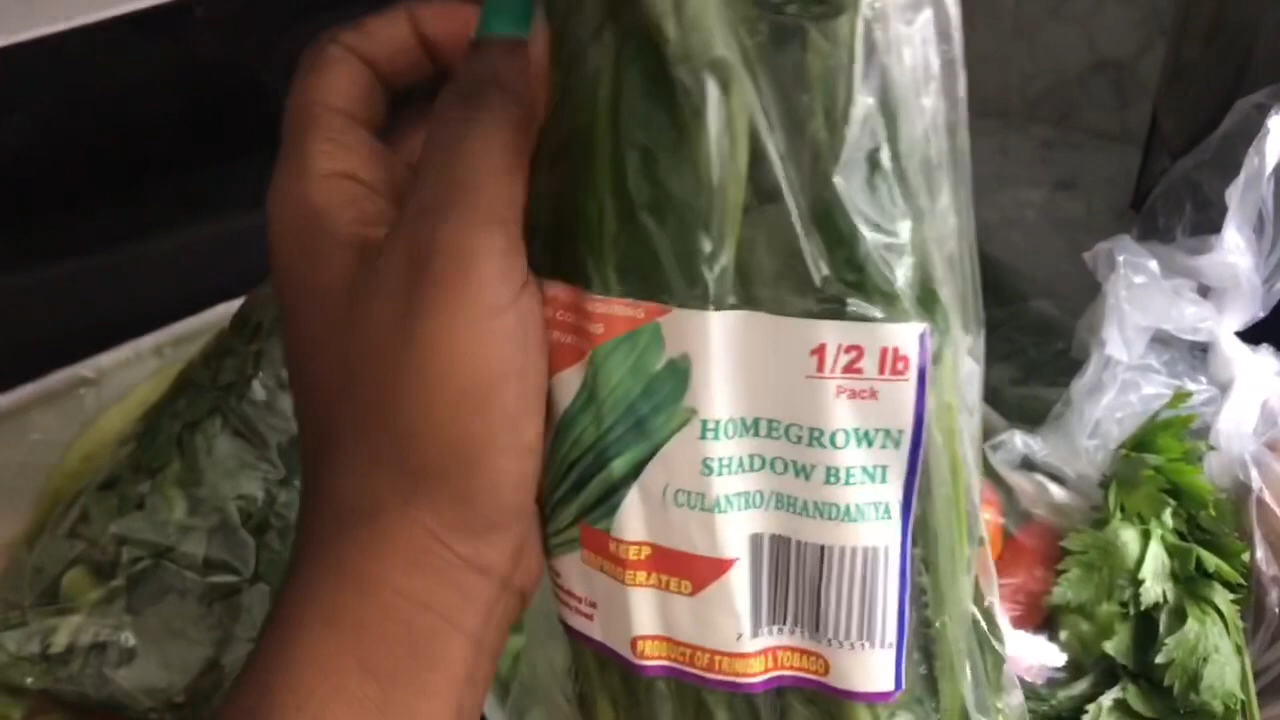 1/2 lb
Pack
HOMEGROWN
SHADOW BENI
( CULANTRO/BHANDANIYA )
KEEP
REFRIGERATED
PRODUCT OF TRINIDAD & TOBAGO